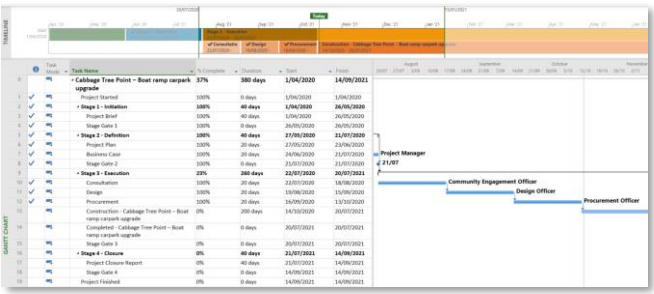 Today
TIMELINE
Stage 3 - Execution
Consultatio
Design
Procurement
Construction - Cabbage Tree Point - Boat ramp carpark upgrade
Task Mode
Task Name
% Complete
Duration
Start
Finish
August
September
October
November
0 Cabbage Tree Point – Boat ramp carpark upgrade 37% 380 days 1/04/2020 14/09/2021
1 Project Started 100% 0 days 1/04/2020 1/04/2020
2 Stage 1 - Initiation 100% 40 days 1/04/2020 26/05/2020
3 Project Brief 100% 40 days 1/04/2020 26/05/2020
4 Stage Gate 1 100% 0 days 26/05/2020 26/05/2020
5 Stage 2 - Definition 100% 40 days 27/05/2020 21/07/2020
6 Project Plan 100% 20 days 27/05/2020 23/06/2020
7 Business Case 100% 20 days 24/06/2020 21/07/2020 Project Manager
8 Stage Gate 2 100% 0 days 21/07/2020 21/07/2020 21/07
9 Stage 3 - Execution 23% 260 days 22/07/2020 20/07/2021
10 Consultation 100% 20 days 22/07/2020 18/08/2020 Community Engagement Officer
11 Design 100% 20 days 19/08/2020 15/09/2020 Design Officer
12 Procurement 100% 20 days 16/09/2020 13/10/2020 Procurement Officer
13 Construction - Cabbage Tree Point – Boat ramp carpark upgrade 0% 200 days 14/10/2020 20/07/2021
14 Completed - Cabbage Tree Point – Boat ramp carpark upgrade 0% 0 days 20/07/2021 20/07/2021
15 Stage Gate 3 0% 0 days 20/07/2021 20/07/2021
16 Stage 4 - Closure 0% 40 days 21/07/2021 14/09/2021
17 Project Closure Report 0% 40 days 21/07/2021 14/09/2021
18 Stage Gate 4 0% 0 days 14/09/2021 14/09/2021
19 Project Finished 0% 0 days 14/09/2021 14/09/2021
GANTT CHART